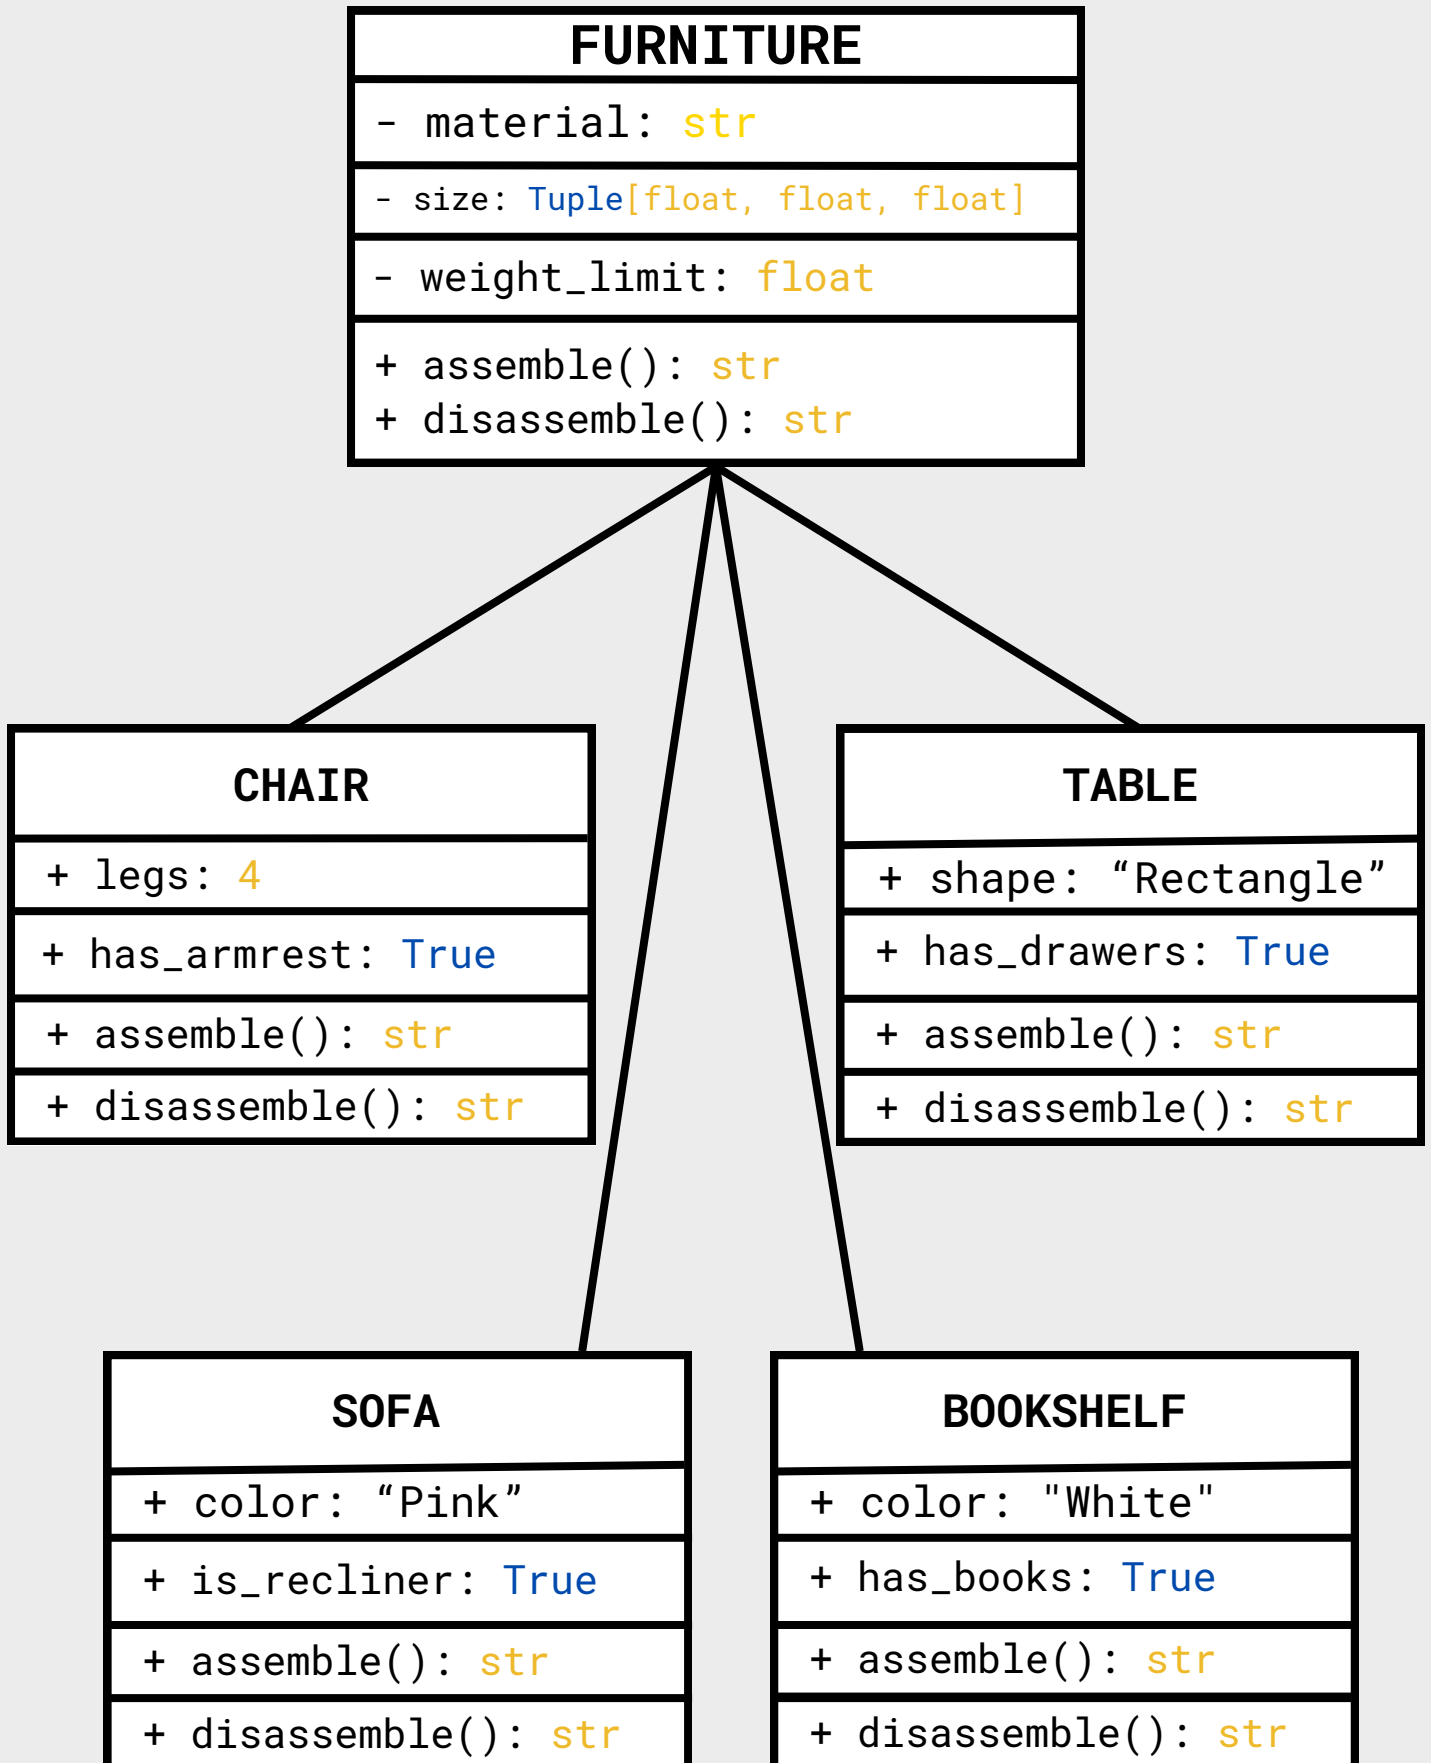 FURNITURE
- material: str
- size: Tuple[float, float, float]
- weight_limit: float
+ assemble(): str
+ disassemble(): str
CHAIR
+ legs: 4
+ has_armrest: True
+ assemble(): str
+ disassemble(): str
TABLE
+ shape: “Rectangle”
+ has_drawers: True
+ assemble(): str
+ disassemble(): str
SOFA
+ color: “Pink”
+ is_recliner: True
+ assemble(): str
+ disassemble(): str
BOOKSHELF
+ color: "White"
+ has_books: True
+ assemble(): str
+ disassemble(): str